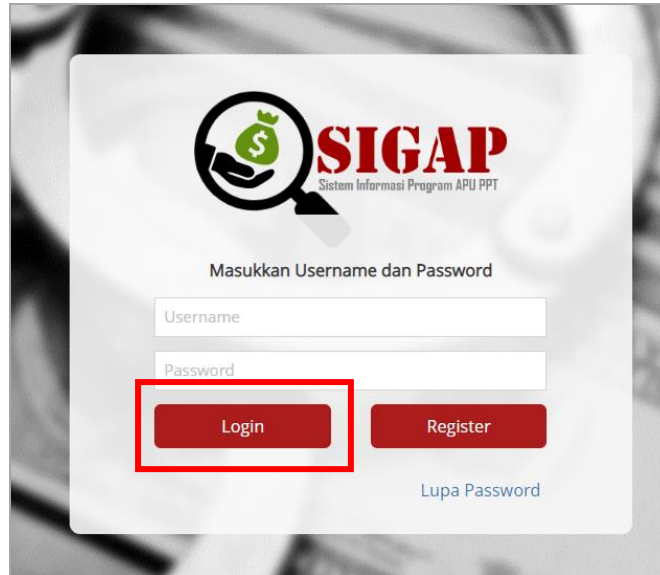 $
SIGAP
Sistem Informasi Program APU PPT
Masukkan Username dan Password
Username
Password
Login
Register
Lupa Password